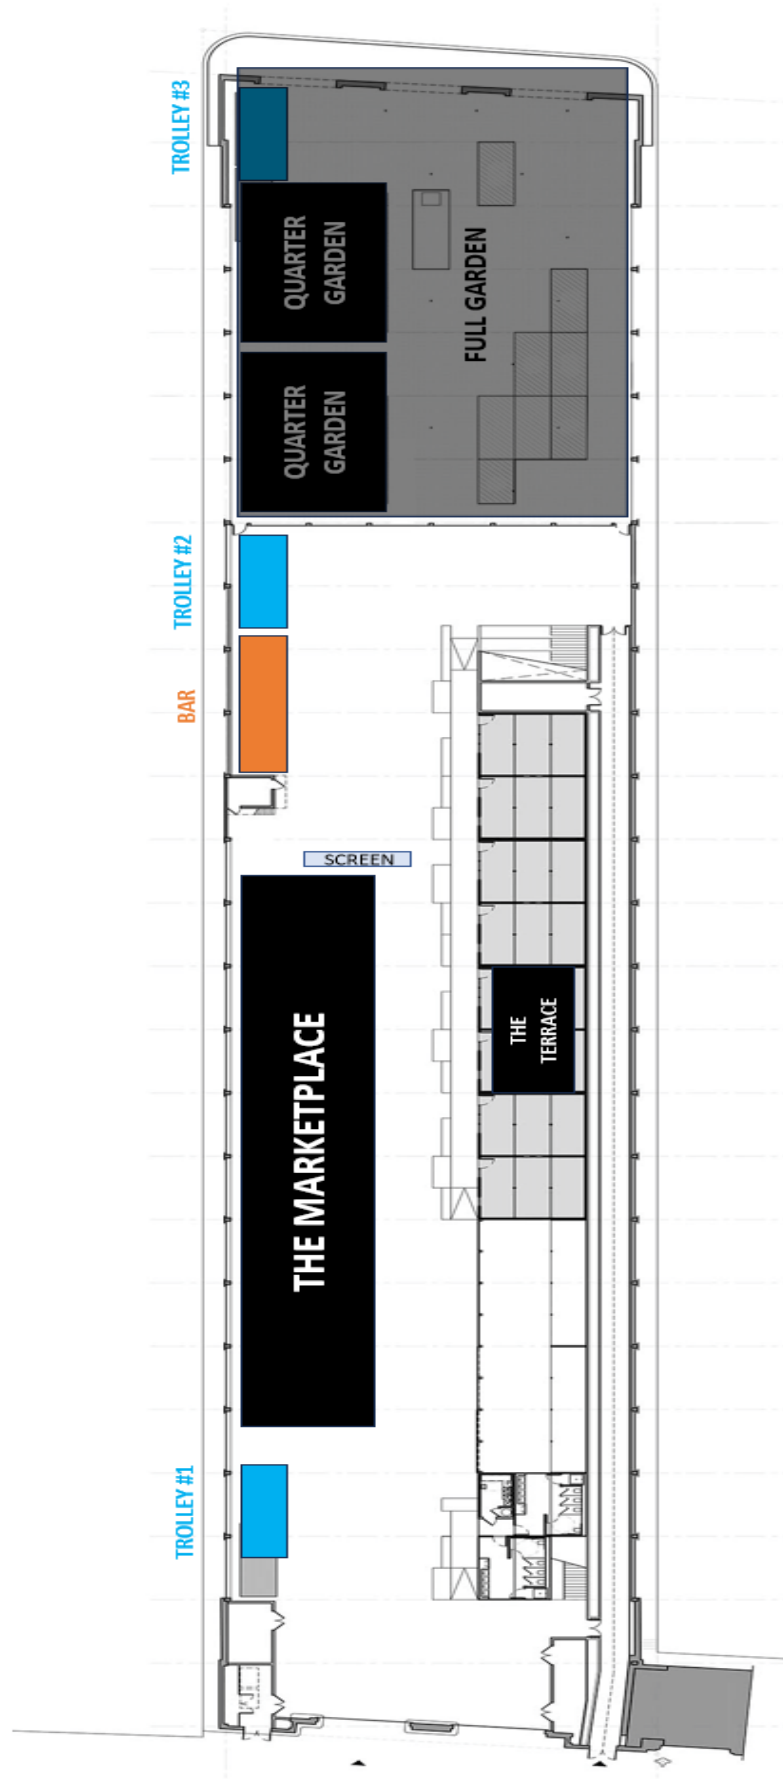 TROLLEY #3
QUARTER
GARDEN
FULL GARDEN
QUARTER
GARDEN
TROLLEY #2
BAR
SCREEN
THE MARKETPLACE
THE
TERRACE
TROLLEY #1